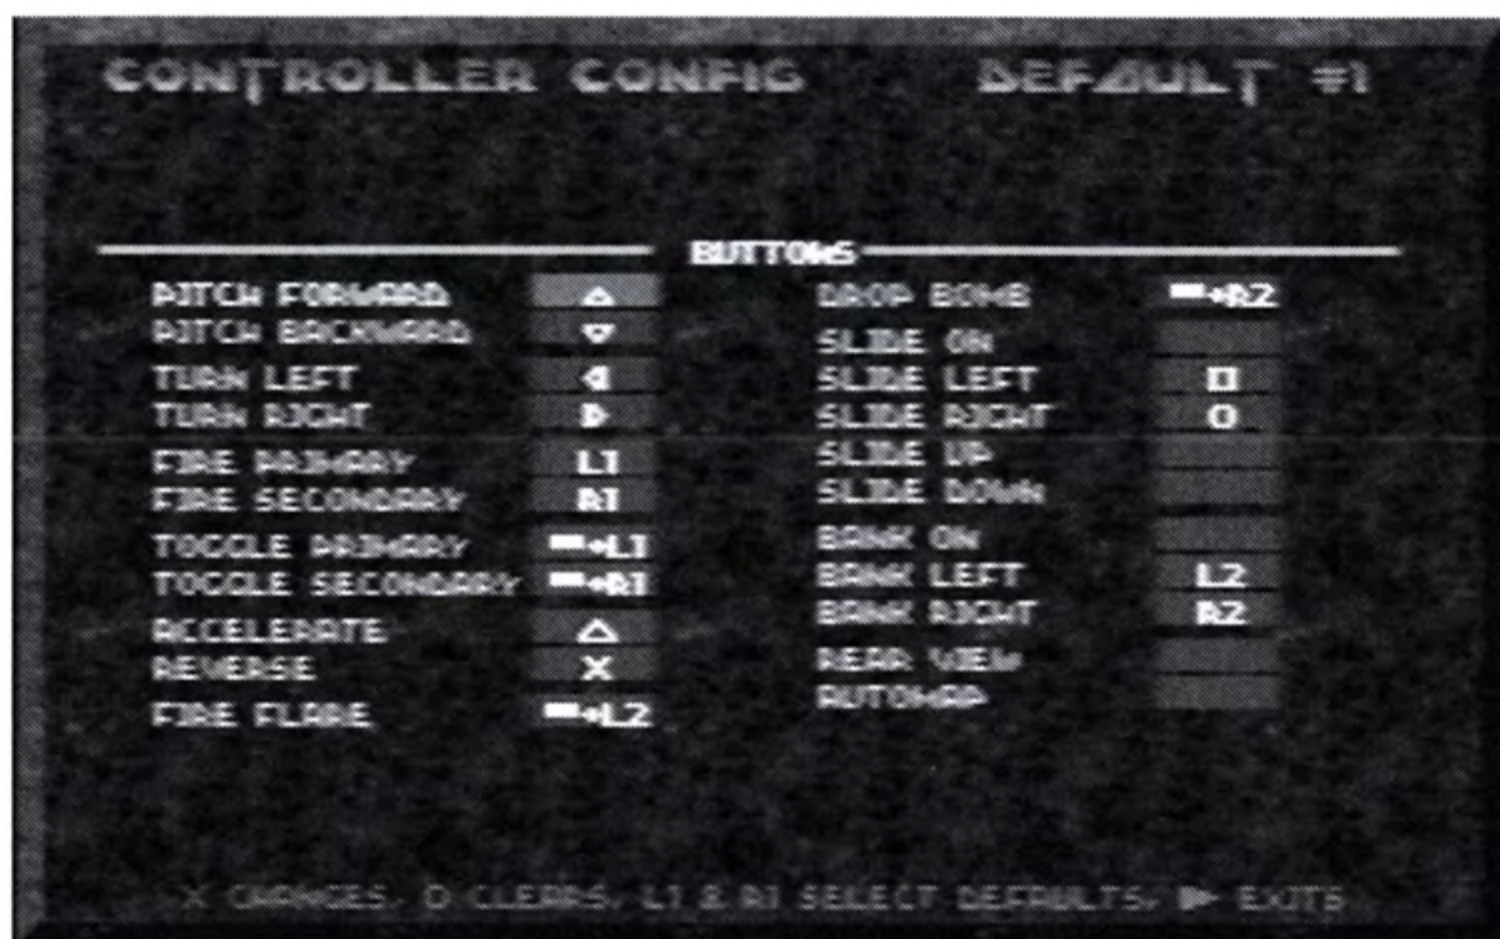 CONTROLLER CONFIG DEFAULT #1
BUTTONS
PITCH FORWARD △
PITCH BACKWARD ▽
TURN LEFT ◁
TURN RIGHT ▷
FIRE PRIMARY L1
FIRE SECONDARY R1
TOGGLE PRIMARY ▬+L1
TOGGLE SECONDARY ▬+R1
ACCELERATE △
REVERSE X
FIRE FLARE ▬+L2
DROP BOMB ▬+R2
SLIDE ON
SLIDE LEFT □
SLIDE RIGHT O
SLIDE UP
SLIDE DOWN
BANK ON
BANK LEFT L2
BANK RIGHT R2
REAR VIEW
AUTOMAP
X CHANGES, O CLEARS, L1 & R1 SELECT DEFAULTS, ▶ EXITS